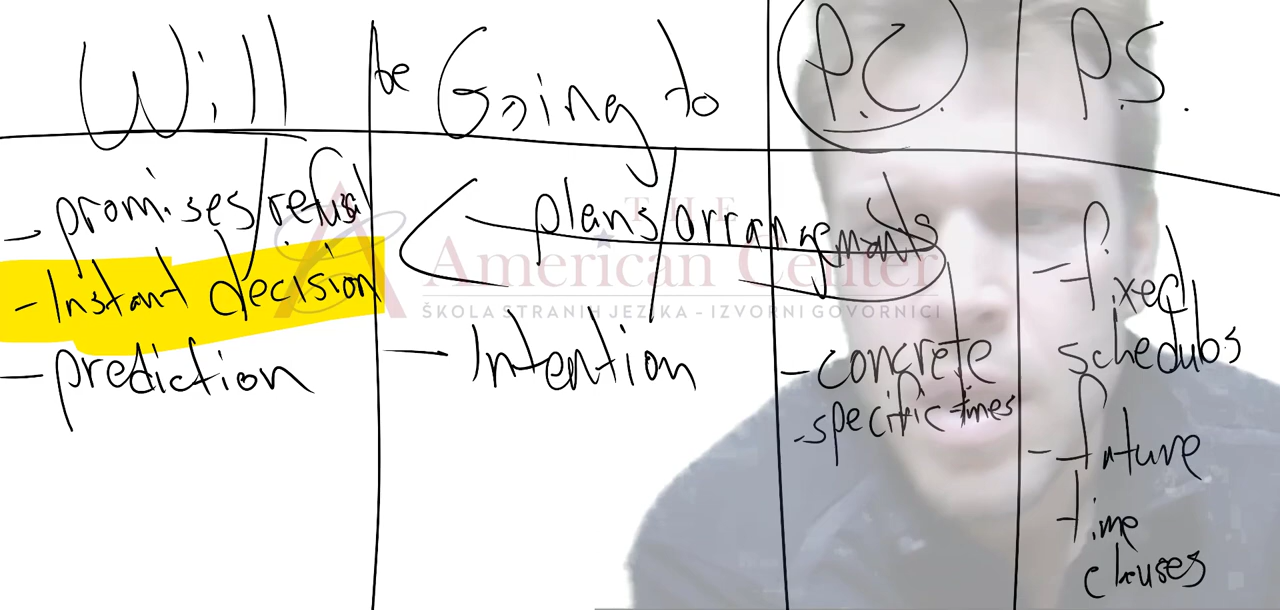 Will be Going to P.C. P.S.
- promises/refusal
- Instant decision
- prediction
- plans/arrangements
- Intention
- concrete
- specific times
- fixed
schedules
- future
time
clauses
THE
American Center
ŠKOLA STRANIH JEZIKA - IZVORNI GOVORNICI